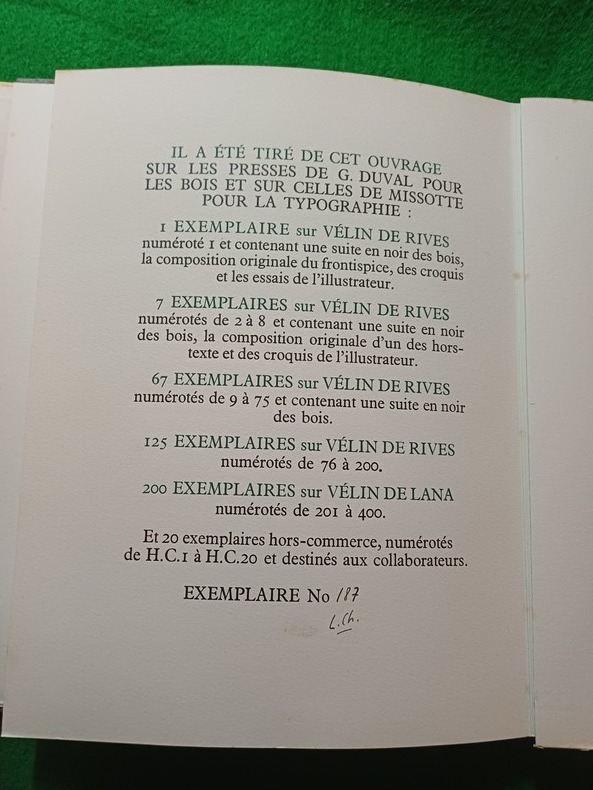 IL A ÉTÉ TIRÉ DE CET OUVRAGE
SUR LES PRESSES DE G. DUVAL POUR
LES BOIS ET SUR CELLES DE MISSOTTE
POUR LA TYPOGRAPHIE :
1 EXEMPLAIRE sur VÉLIN DE RIVES
numéroté 1 et contenant une suite en noir des bois,
la composition originale du frontispice, des croquis
et les essais de l'illustrateur.
7 EXEMPLAIRES sur VÉLIN DE RIVES
numérotés de 2 à 8 et contenant une suite en noir
des bois, la composition originale d'un des hors-
texte et des croquis de l'illustrateur.
67 EXEMPLAIRES sur VÉLIN DE RIVES
numérotés de 9 à 75 et contenant une suite en noir
des bois.
125 EXEMPLAIRES sur VÉLIN DE RIVES
numérotés de 76 à 200.
200 EXEMPLAIRES sur VÉLIN DE LANA
numérotés de 201 à 400.
Et 20 exemplaires hors-commerce, numérotés
de H.C.1 à H.C.20 et destinés aux collaborateurs.
EXEMPLAIRE No 187
L.Ch.